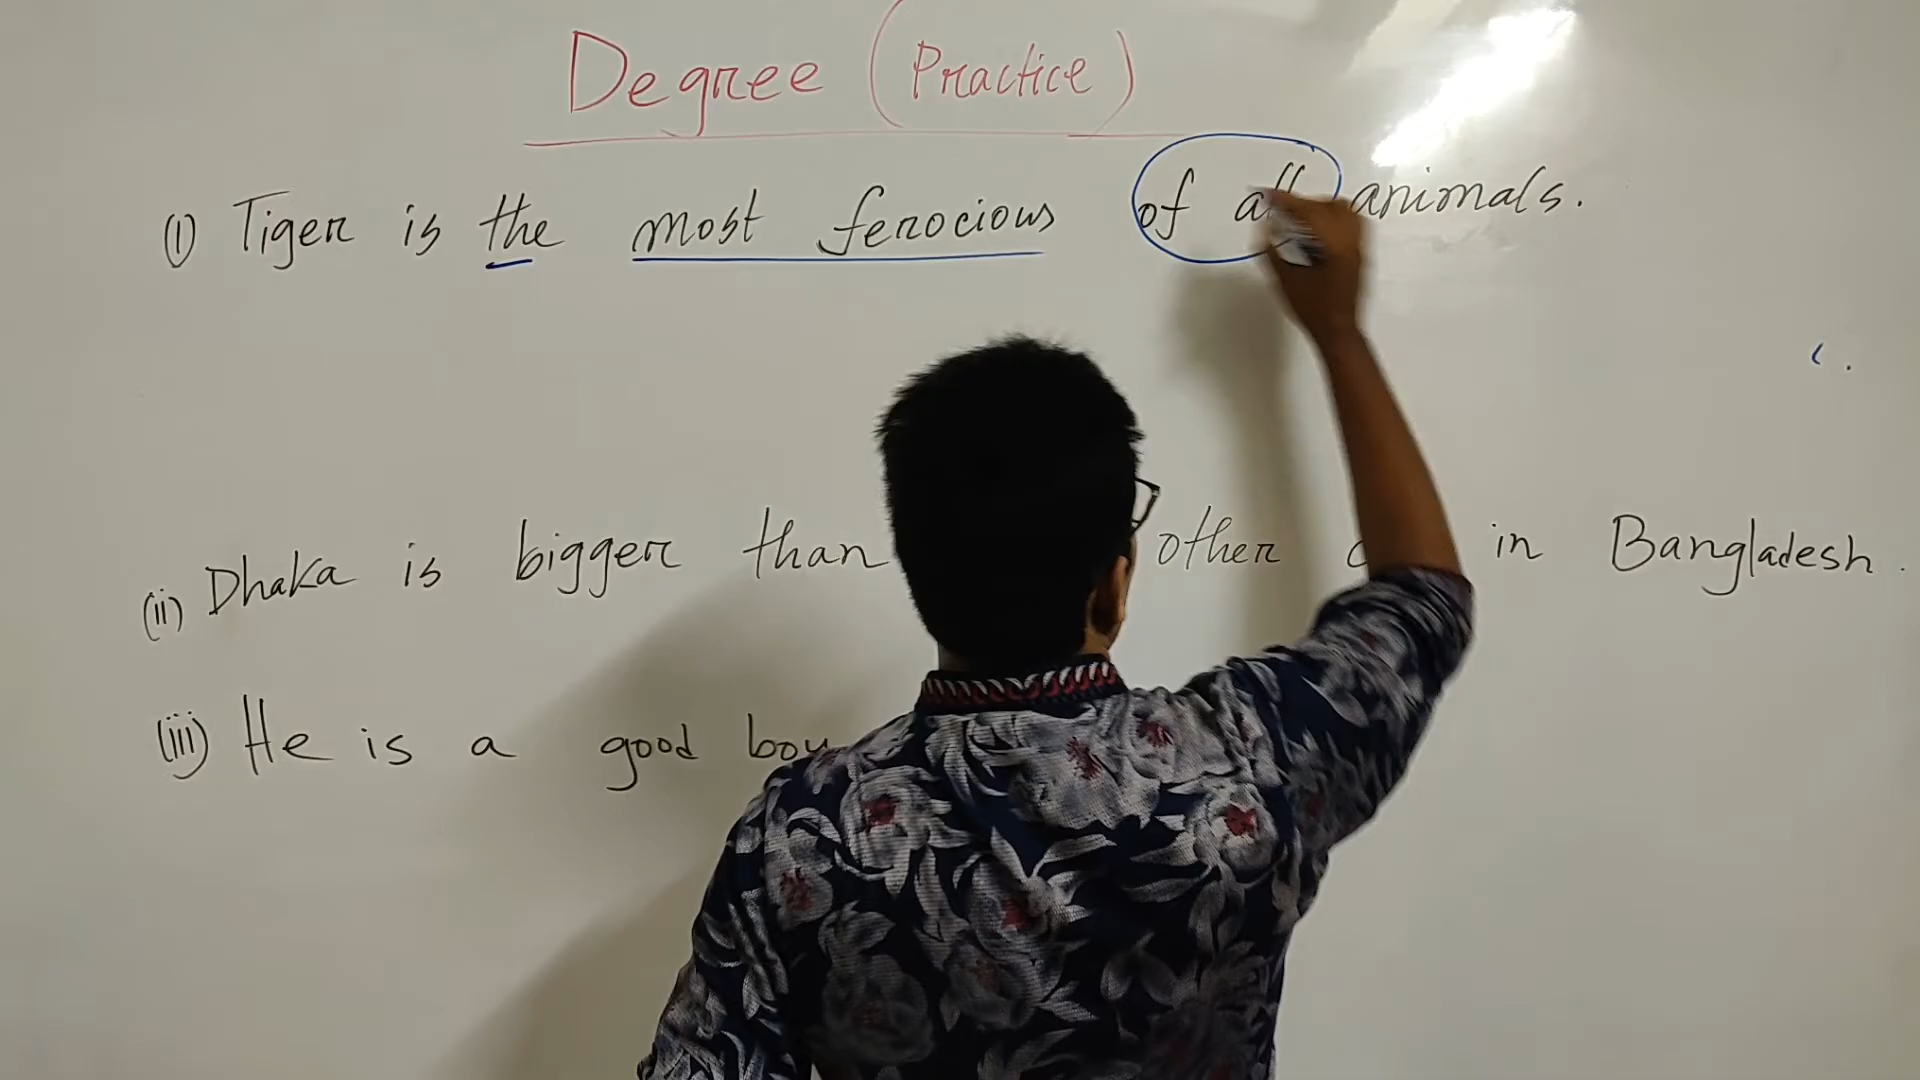 Degree (Practice)
(i) Tiger is the most ferocious of all animals.
(ii) Dhaka is bigger than other in Bangladesh.
(iii) He is a good boy